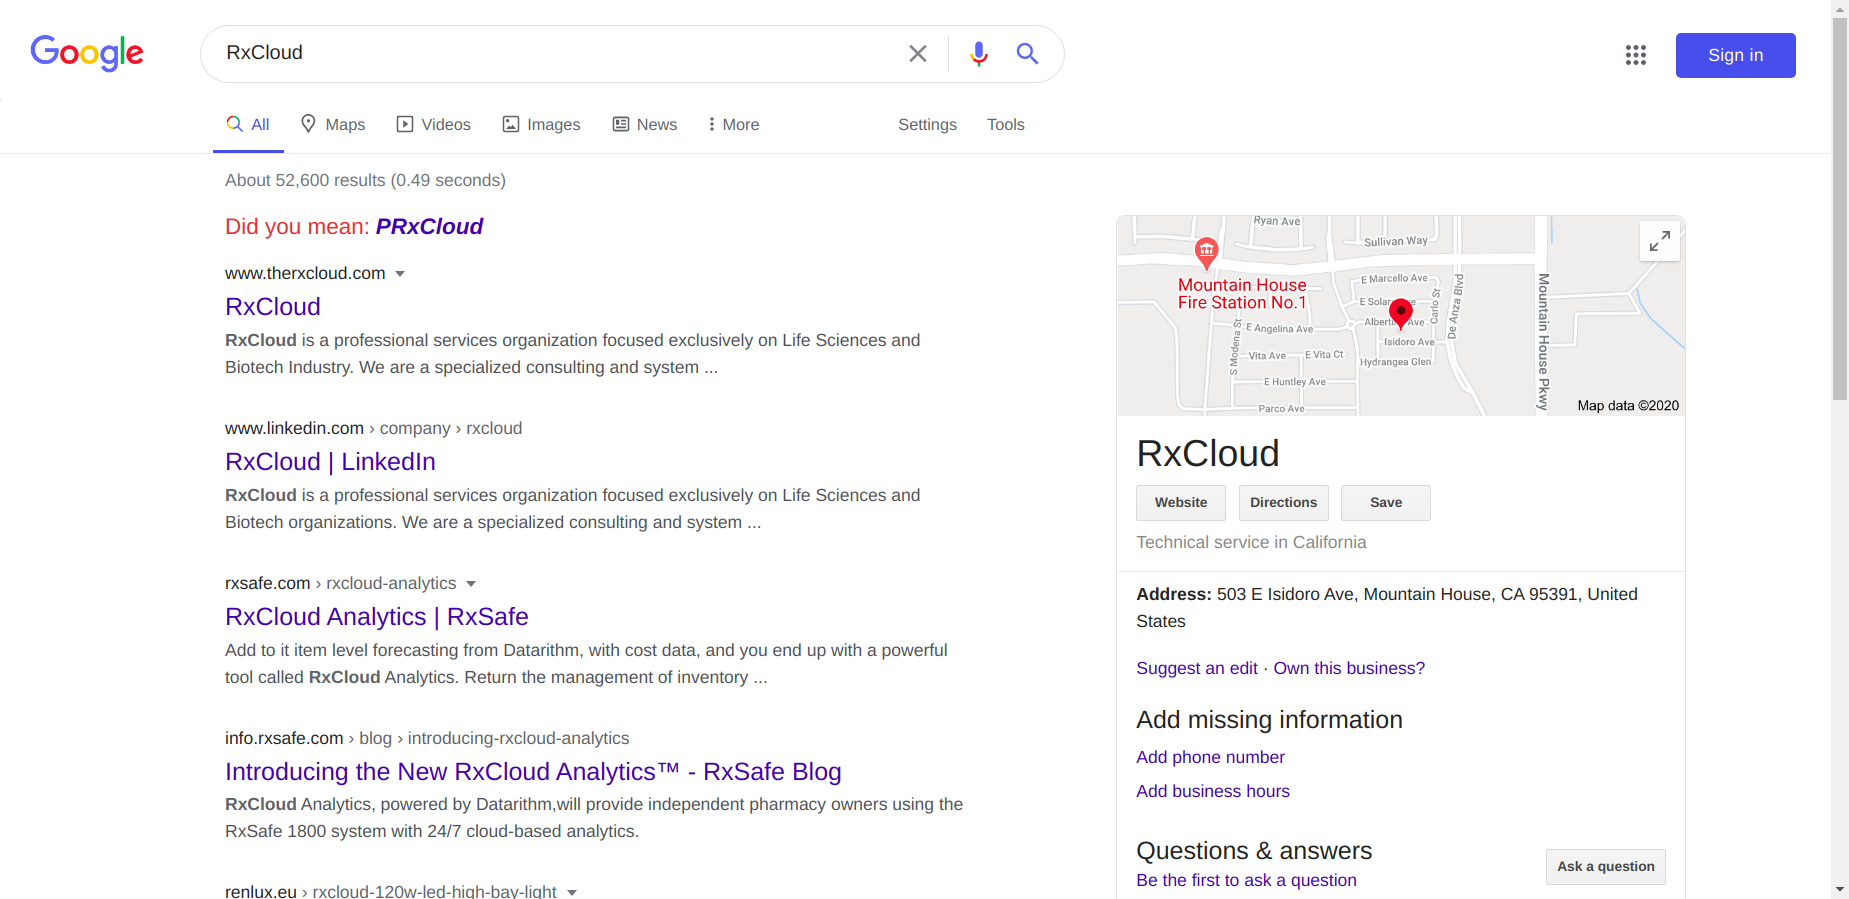 Google
RxCloud
Sign in
All
Maps
Videos
Images
News
More
Settings
Tools
About 52,600 results (0.49 seconds)
Did you mean: PRxCloud
www.therxcloud.com
RxCloud
RxCloud is a professional services organization focused exclusively on Life Sciences and
Biotech Industry. We are a specialized consulting and system ...
www.linkedin.com › company › rxcloud
RxCloud | LinkedIn
RxCloud is a professional services organization focused exclusively on Life Sciences and
Biotech organizations. We are a specialized consulting and system ...
rxsafe.com › rxcloud-analytics
RxCloud Analytics | RxSafe
Add to it item level forecasting from Datarithm, with cost data, and you end up with a powerful
tool called RxCloud Analytics. Return the management of inventory ...
info.rxsafe.com › blog › introducing-rxcloud-analytics
Introducing the New RxCloud Analytics™ - RxSafe Blog
RxCloud Analytics, powered by Datarithm,will provide independent pharmacy owners using the
RxSafe 1800 system with 24/7 cloud-based analytics.
renlux.eu › rxcloud-120w-led-high-bay-light
Ryan Ave
Sullivan Way
Mountain House
Fire Station No.1
E Marcello Ave
E Solar
Ave
Carlo St
De Anza Blvd
Mountain House Pkwy
E Angelina Ave
Isidoro Ave
S Modena St
Vita Ave
E Vita Ct
Hydrangea Glen
E Huntley Ave
Parco Ave
Map data ©2020
RxCloud
Website
Directions
Save
Technical service in California
Address: 503 E Isidoro Ave, Mountain House, CA 95391, United
States
Suggest an edit · Own this business?
Add missing information
Add phone number
Add business hours
Questions & answers
Be the first to ask a question
Ask a question